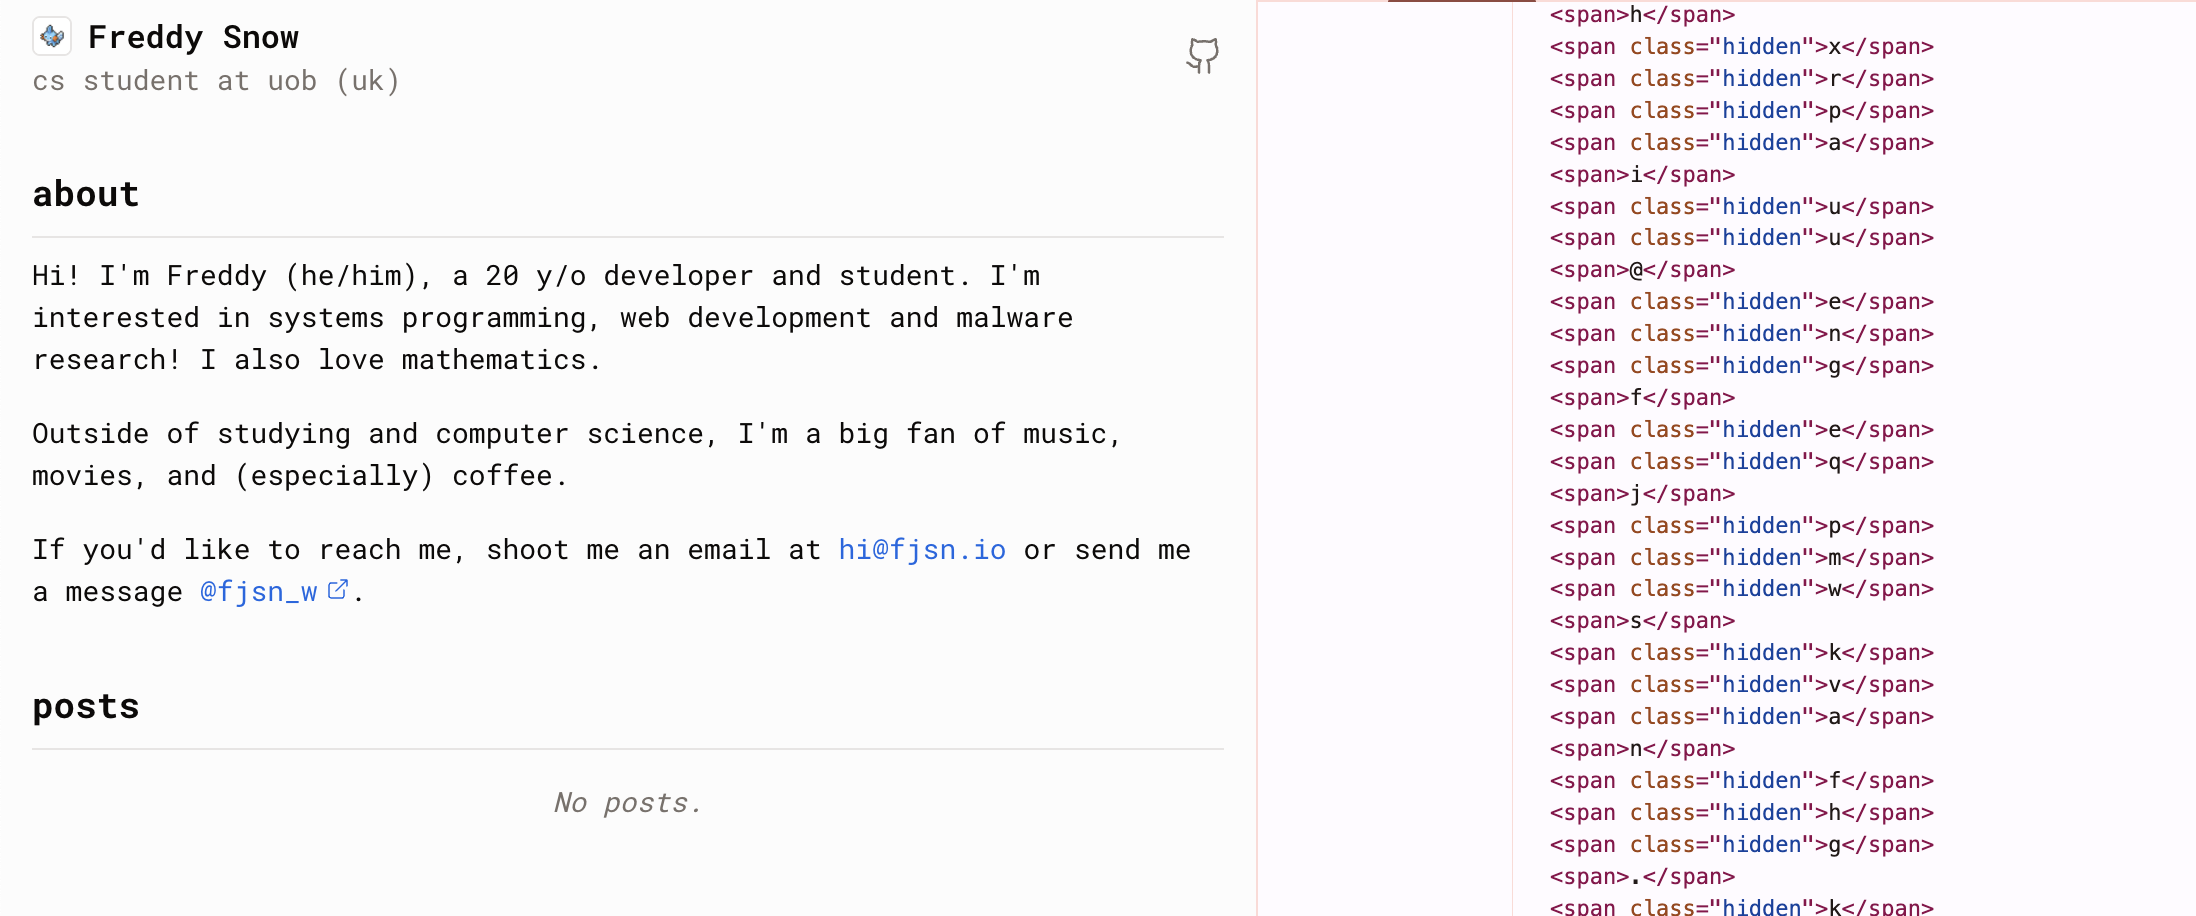 Freddy Snow
cs student at uob (uk)
about
Hi! I'm Freddy (he/him), a 20 y/o developer and student. I'm
interested in systems programming, web development and malware
research! I also love mathematics.
Outside of studying and computer science, I'm a big fan of music,
movies, and (especially) coffee.
If you'd like to reach me, shoot me an email at hi@fjsn.io or send me
a message @fjsn_w.
posts
No posts.
<span>h</span>
<span class="hidden">x</span>
<span class="hidden">r</span>
<span class="hidden">p</span>
<span class="hidden">a</span>
<span>i</span>
<span class="hidden">u</span>
<span class="hidden">u</span>
<span>@</span>
<span class="hidden">e</span>
<span class="hidden">n</span>
<span class="hidden">g</span>
<span>f</span>
<span class="hidden">e</span>
<span class="hidden">q</span>
<span>j</span>
<span class="hidden">p</span>
<span class="hidden">m</span>
<span class="hidden">w</span>
<span>s</span>
<span class="hidden">k</span>
<span class="hidden">v</span>
<span class="hidden">a</span>
<span>n</span>
<span class="hidden">f</span>
<span class="hidden">h</span>
<span class="hidden">g</span>
<span>.</span>
<span class="hidden">k</span>